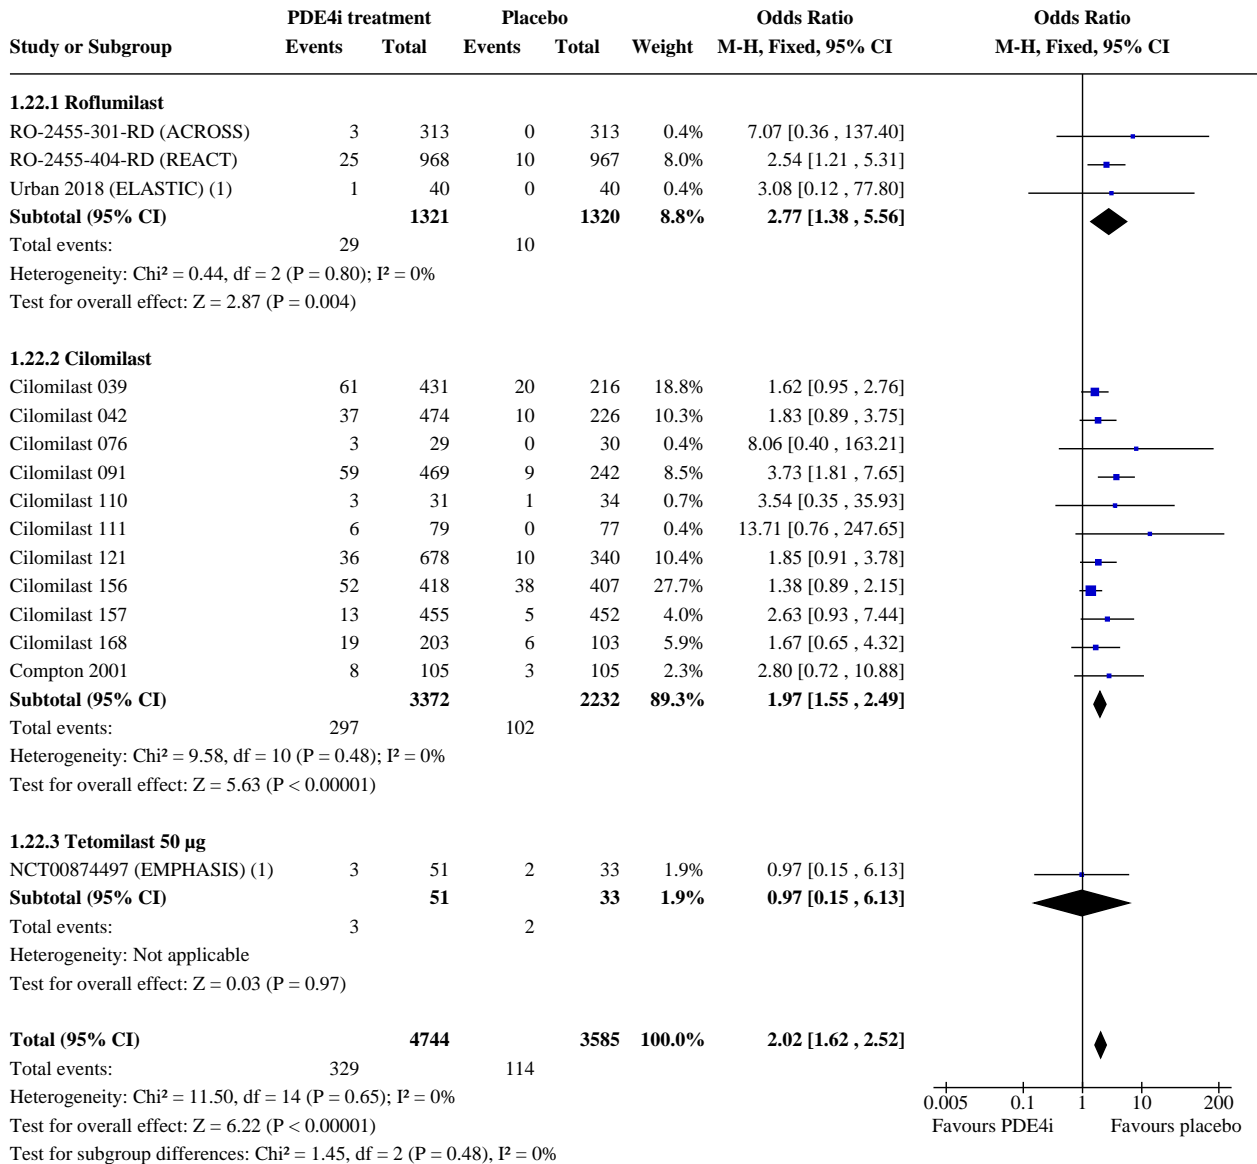 PDE4i treatment Placebo Odds Ratio Odds Ratio
Study or Subgroup Events Total Events Total Weight M-H, Fixed, 95% CI M-H, Fixed, 95% CI
1.22.1 Roflumilast
RO-2455-301-RD (ACROSS) 3 313 0 313 0.4% 7.07 [0.36 , 137.40]
RO-2455-404-RD (REACT) 25 968 10 967 8.0% 2.54 [1.21 , 5.31]
Urban 2018 (ELASTIC) (1) 1 40 0 40 0.4% 3.08 [0.12 , 77.80]
Subtotal (95% CI) 1321 1320 8.8% 2.77 [1.38 , 5.56]
Total events: 29 10
Heterogeneity: Chi² = 0.44, df = 2 (P = 0.80); I² = 0%
Test for overall effect: Z = 2.87 (P = 0.004)
1.22.2 Cilomilast
Cilomilast 039 61 431 20 216 18.8% 1.62 [0.95 , 2.76]
Cilomilast 042 37 474 10 226 10.3% 1.83 [0.89 , 3.75]
Cilomilast 076 3 29 0 30 0.4% 8.06 [0.40 , 163.21]
Cilomilast 091 59 469 9 242 8.5% 3.73 [1.81 , 7.65]
Cilomilast 110 3 31 1 34 0.7% 3.54 [0.35 , 35.93]
Cilomilast 111 6 79 0 77 0.4% 13.71 [0.76 , 247.65]
Cilomilast 121 36 678 10 340 10.4% 1.85 [0.91 , 3.78]
Cilomilast 156 52 418 38 407 27.7% 1.38 [0.89 , 2.15]
Cilomilast 157 13 455 5 452 4.0% 2.63 [0.93 , 7.44]
Cilomilast 168 19 203 6 103 5.9% 1.67 [0.65 , 4.32]
Compton 2001 8 105 3 105 2.3% 2.80 [0.72 , 10.88]
Subtotal (95% CI) 3372 2232 89.3% 1.97 [1.55 , 2.49]
Total events: 297 102
Heterogeneity: Chi² = 9.58, df = 10 (P = 0.48); I² = 0%
Test for overall effect: Z = 5.63 (P < 0.00001)
1.22.3 Tetomilast 50 µg
NCT00874497 (EMPHASIS) (1) 3 51 2 33 1.9% 0.97 [0.15 , 6.13]
Subtotal (95% CI) 51 33 1.9% 0.97 [0.15 , 6.13]
Total events: 3 2
Heterogeneity: Not applicable
Test for overall effect: Z = 0.03 (P = 0.97)
Total (95% CI) 4744 3585 100.0% 2.02 [1.62 , 2.52]
Total events: 329 114
Heterogeneity: Chi² = 11.50, df = 14 (P = 0.65); I² = 0%
Test for overall effect: Z = 6.22 (P < 0.00001)
Test for subgroup differences: Chi² = 1.45, df = 2 (P = 0.48), I² = 0%
0.005 0.1 1 10 200
Favours PDE4i Favours placebo